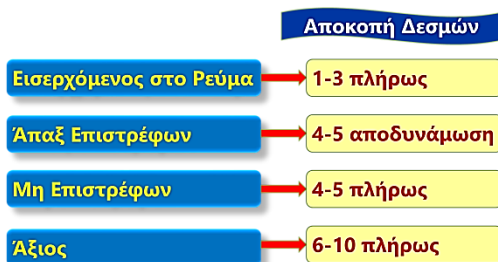 Αποκοπή Δεσμών
Εισερχόμενος στο Ρεύμα 1-3 πλήρως
Άπαξ Επιστρέφων 4-5 αποδυνάμωση
Μη Επιστρέφων 4-5 πλήρως
Άξιος 6-10 πλήρως